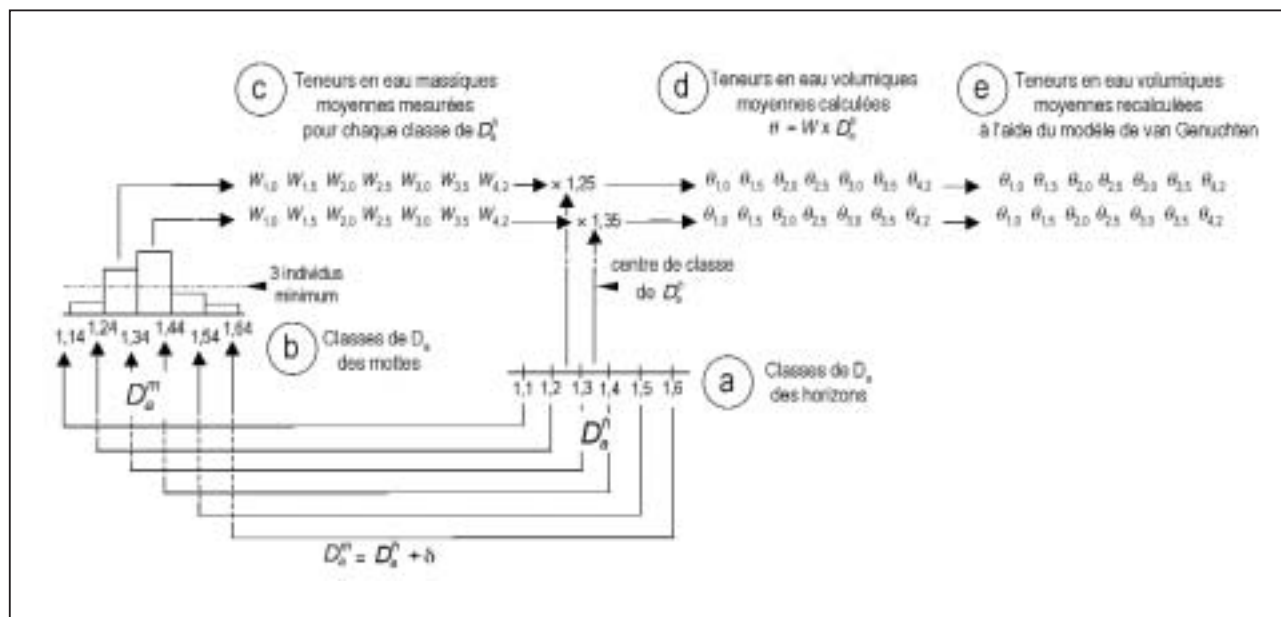 c Teneurs en eau massiques
moyennes mesurées
pour chaque classe de Dₐʰ
d Teneurs en eau volumiques
moyennes calculées
θ = W x Dₐʰ
e Teneurs en eau volumiques
moyennes recalculées
à l'aide du modèle de van Genuchten
W1,0 W1,5 W2,0 W2,5 W3,0 W3,5 W4,2 × 1,25 θ1,0 θ1,5 θ2,0 θ2,5 θ3,0 θ3,5 θ4,2 θ1,0 θ1,5 θ2,0 θ2,5 θ3,0 θ3,5 θ4,2
W1,0 W1,5 W2,0 W2,5 W3,0 W3,5 W4,2 × 1,35 θ1,0 θ1,5 θ2,0 θ2,5 θ3,0 θ3,5 θ4,2 θ1,0 θ1,5 θ2,0 θ2,5 θ3,0 θ3,5 θ4,2
3 individus
minimum
centre de classe
de Dₐʰ
1,14 1,24 1,34 1,44 1,54 1,64
b Classes de Dₐ
des mottes
Dₐᵐ
1,1 1,2 1,3 1,4 1,5 1,6
a Classes de Dₐ
des horizons
Dₐʰ
Dₐᵐ = Dₐʰ + δ